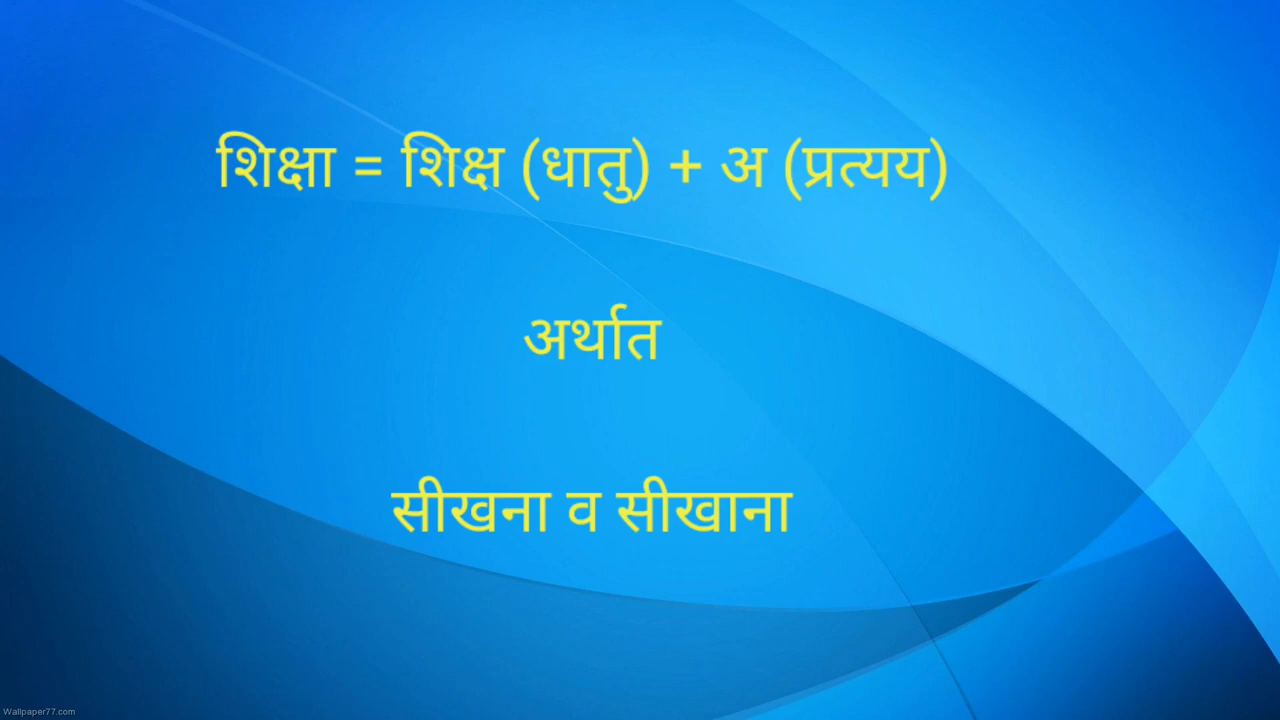 शिक्षा = शिक्ष (धातु) + अ (प्रत्यय)
अर्थात
सीखना व सीखाना
Wallpaper77.com